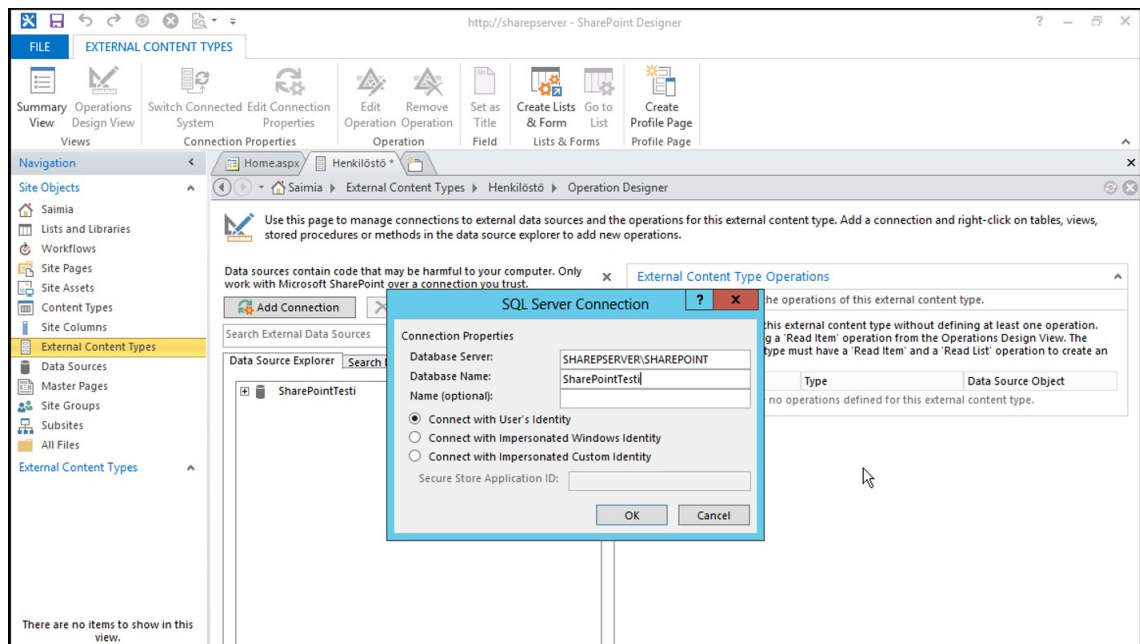 http://sharepserver - SharePoint Designer
FILE EXTERNAL CONTENT TYPES
Summary View
Operations Design View
Switch Connected System
Edit Connection Properties
Edit Operation
Remove Operation
Set as Title
Create Lists & Form
Go to List
Create Profile Page
Views
Connection Properties
Operation
Field
Lists & Forms
Profile Page
Navigation
Home.aspx
Henkilöstö *
Site Objects
Saimia External Content Types Henkilöstö Operation Designer
Saimia
Lists and Libraries
Workflows
Site Pages
Site Assets
Content Types
Site Columns
External Content Types
Data Sources
Master Pages
Site Groups
Subsites
All Files
External Content Types
There are no items to show in this
view.
Use this page to manage connections to external data sources and the operations for this external content type. Add a connection and right-click on tables, views,
stored procedures or methods in the data source explorer to add new operations.
Data sources contain code that may be harmful to your computer. Only
work with Microsoft SharePoint over a connection you trust.
Add Connection
Search External Data Sources
Data Source Explorer Search
SharePointTesti
External Content Type Operations
the operations of this external content type.
this external content type without defining at least one operation.
g a 'Read Item' operation from the Operations Design View. The
type must have a 'Read Item' and a 'Read List' operation to create an
Type Data Source Object
no operations defined for this external content type.
SQL Server Connection
? x
Connection Properties
Database Server: SHAREPSERVER\SHAREPOINT
Database Name: SharePointTesti
Name (optional):
Connect with User's Identity
Connect with Impersonated Windows Identity
Connect with Impersonated Custom Identity
Secure Store Application ID:
OK Cancel